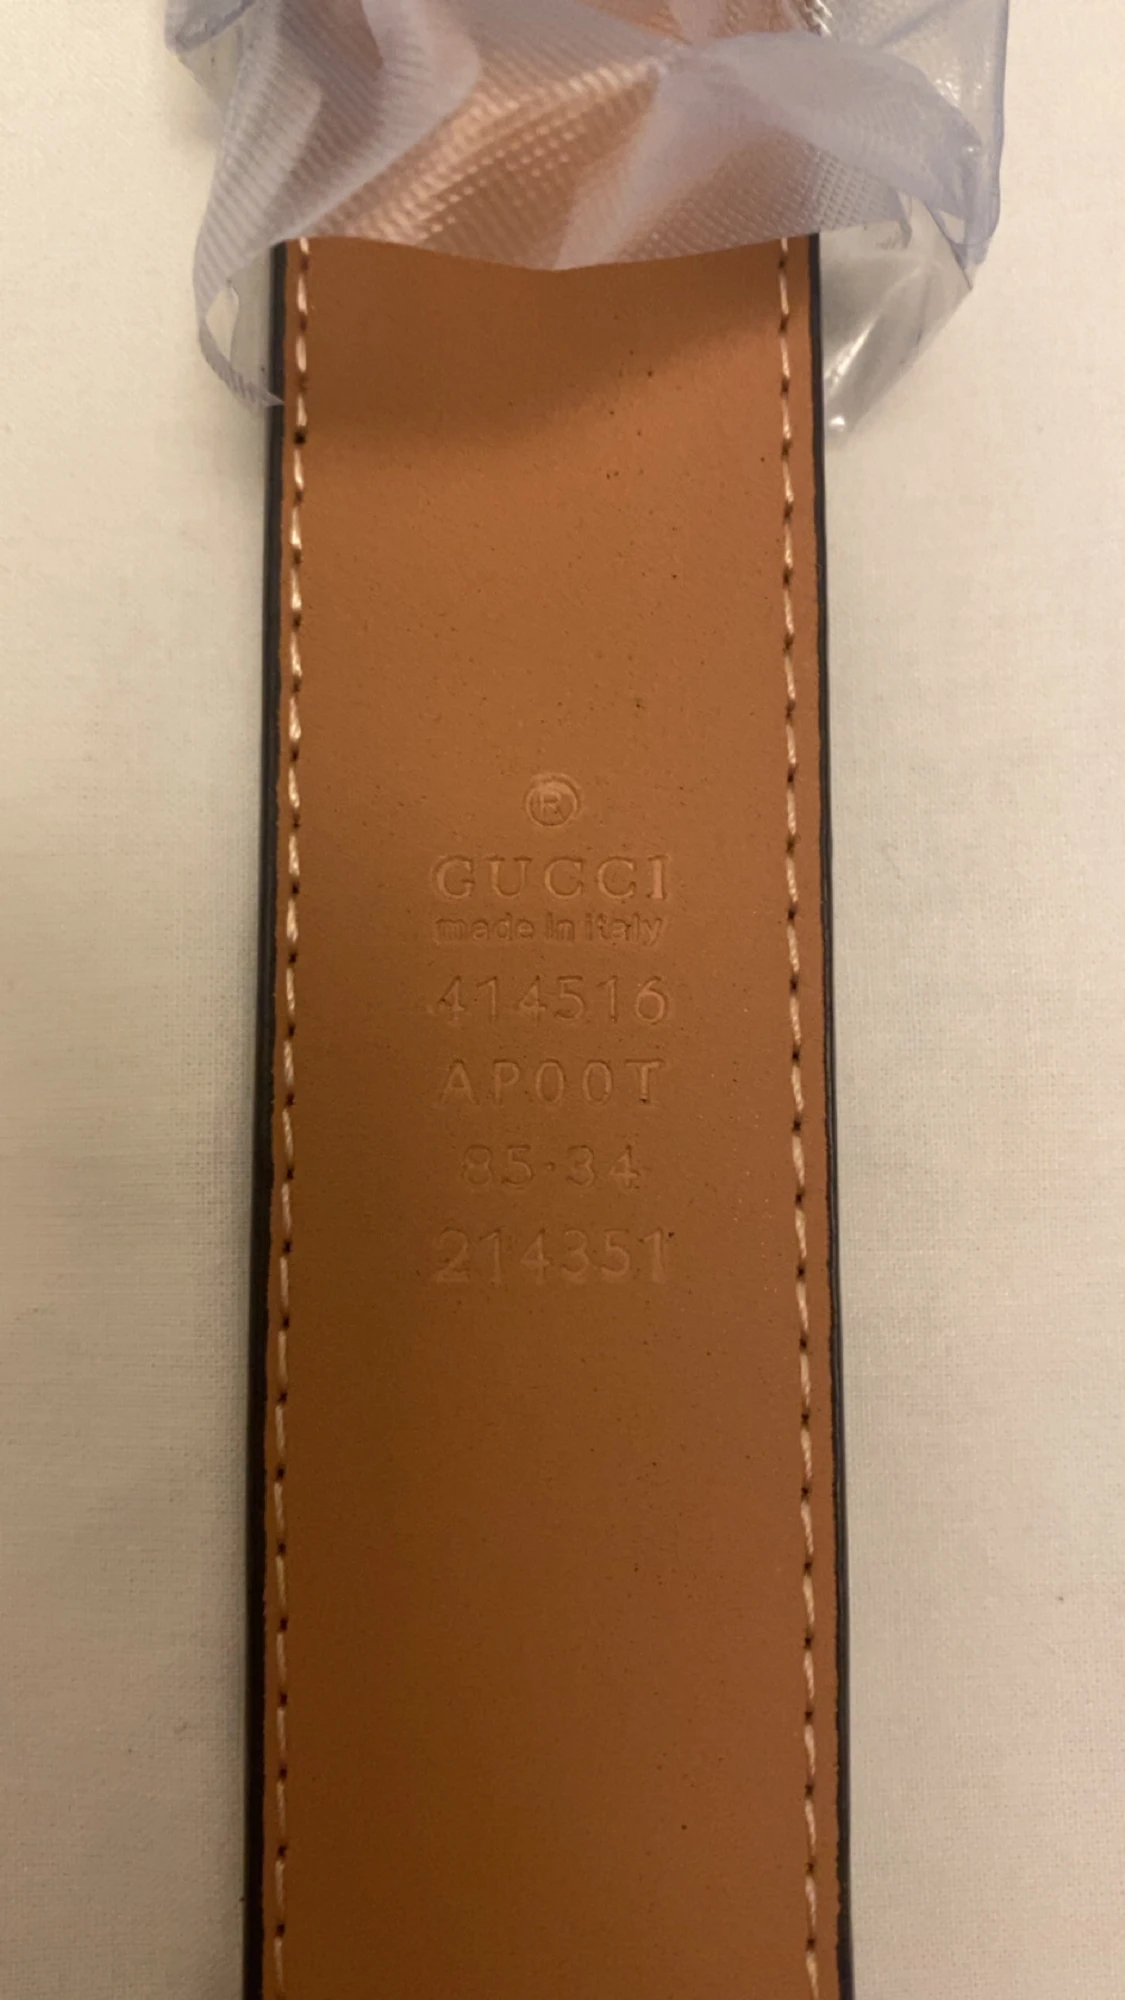 ®
GUCCI
made in italy
414516
AP00T
85·34
214351